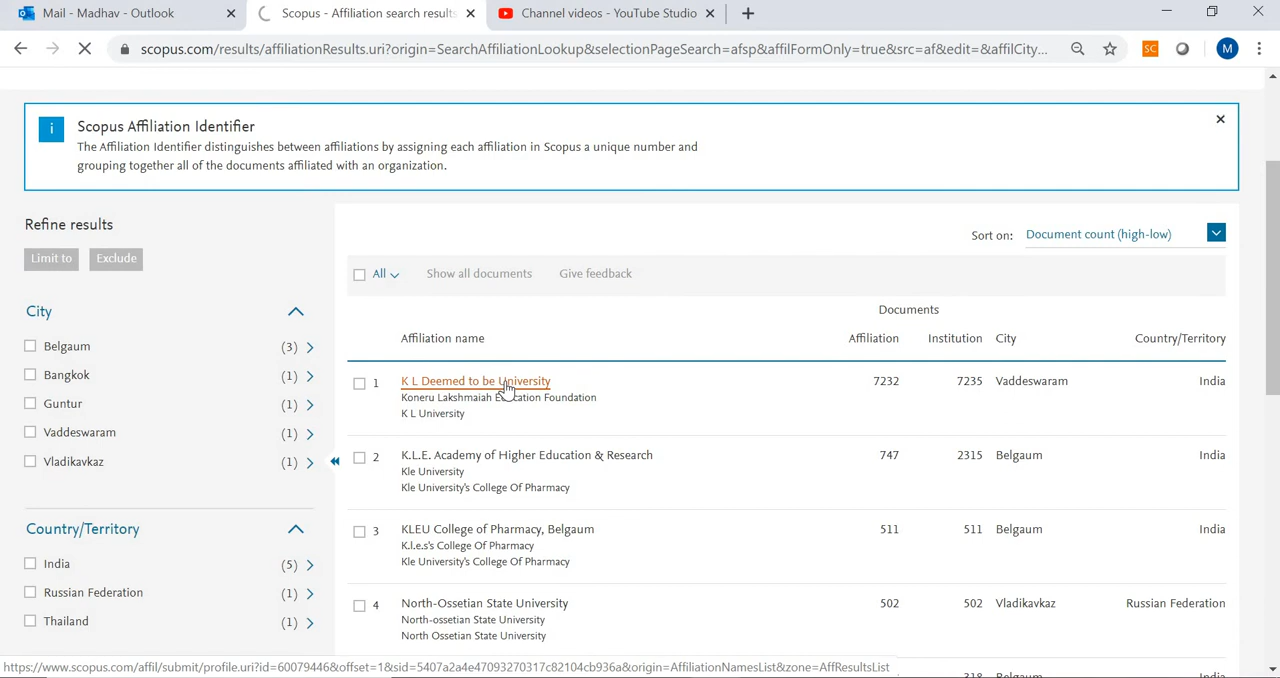 Mail - Madhav - Outlook
Scopus - Affiliation search results
Channel videos - YouTube Studio
scopus.com/results/affiliationResults.uri?origin=SearchAffiliationLookup&selectionPageSearch=afsp&affilFormOnly=true&src=af&edit=&affilCity...
SC
M
i
Scopus Affiliation Identifier
The Affiliation Identifier distinguishes between affiliations by assigning each affiliation in Scopus a unique number and
grouping together all of the documents affiliated with an organization.
Refine results
Limit to Exclude
City
Belgaum (3)
Bangkok (1)
Guntur (1)
Vaddeswaram (1)
Vladikavkaz (1)
Country/Territory
India (5)
Russian Federation (1)
Thailand (1)
Sort on: Document count (high-low)
All Show all documents Give feedback
Documents
Affiliation name Affiliation Institution City Country/Territory
1 K L Deemed to be University 7232 7235 Vaddeswaram India
Koneru Lakshmaiah Education Foundation
K L University
2 K.L.E. Academy of Higher Education & Research 747 2315 Belgaum India
Kle University
Kle University's College Of Pharmacy
3 KLEU College of Pharmacy, Belgaum 511 511 Belgaum India
K.l.e.s's College Of Pharmacy
Kle University's College Of Pharmacy
4 North-Ossetian State University 502 502 Vladikavkaz Russian Federation
North-ossetian State University
North Ossetian State University
318 Belgaum India
https://www.scopus.com/affil/submit/profile.uri?id=60079446&offset=1&sid=5407a2a4e47093270317c82104cb936a&origin=AffiliationNamesList&zone=AffResultsList